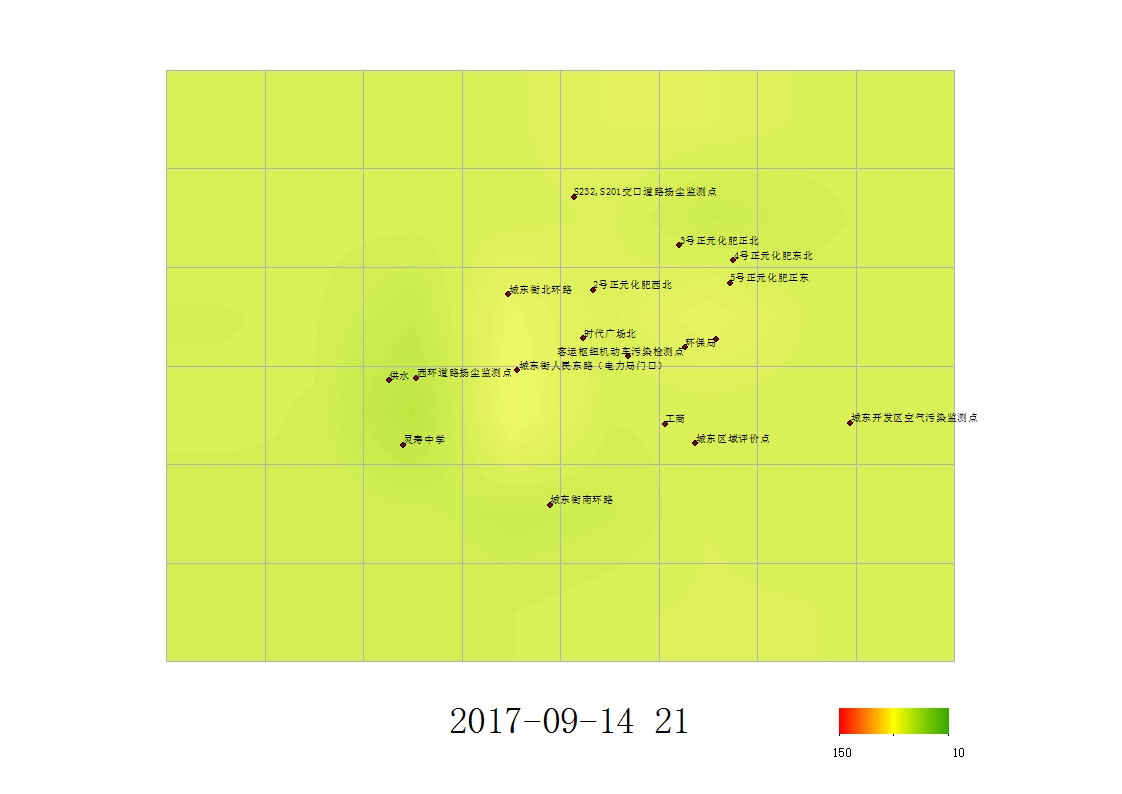 S232,S201交口道路扬尘监测点
3号正元化肥正北
4号正元化肥东北
5号正元化肥正东
2号正元化肥西北
城东街北环路
时代广场北
环保局
客运枢纽机动车污染检测点
城东街人民东路（电力局门口）
西环道路扬尘监测点
供水
工商
城东开发区空气污染监测点
城东区域评价点
灵寿中学
城东街南环路
2017-09-14 21
150
10